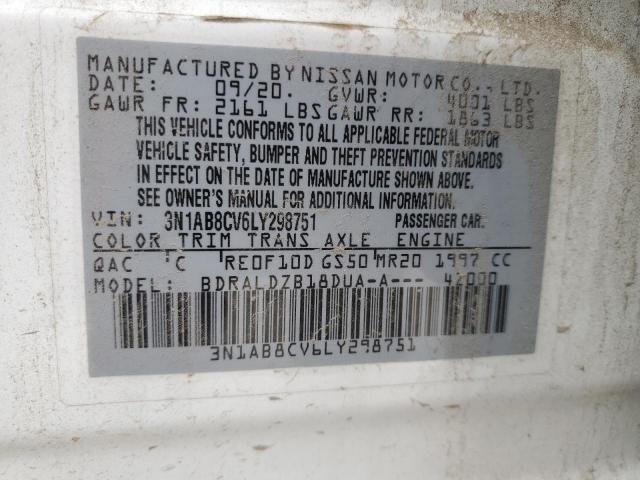 MANUFACTURED BY NISSAN MOTOR CO., LTD.
DATE: 09/20. GVWR: 4001 LBS
GAWR FR: 2161 LBS GAWR RR: 1863 LBS
THIS VEHICLE CONFORMS TO ALL APPLICABLE FEDERAL MOTOR
VEHICLE SAFETY, BUMPER AND THEFT PREVENTION STANDARDS
IN EFFECT ON THE DATE OF MANUFACTURE SHOWN ABOVE.
SEE OWNER'S MANUAL FOR ADDITIONAL INFORMATION.
VIN: 3N1AB8CV6LY298751 PASSENGER CAR
COLOR TRIM TRANS AXLE ENGINE
QAC C RE0F10D GS50 MR20 1997 CC
MODEL: BDRALDZB18DUA-A--- 42000
3N1AB8CV6LY298751